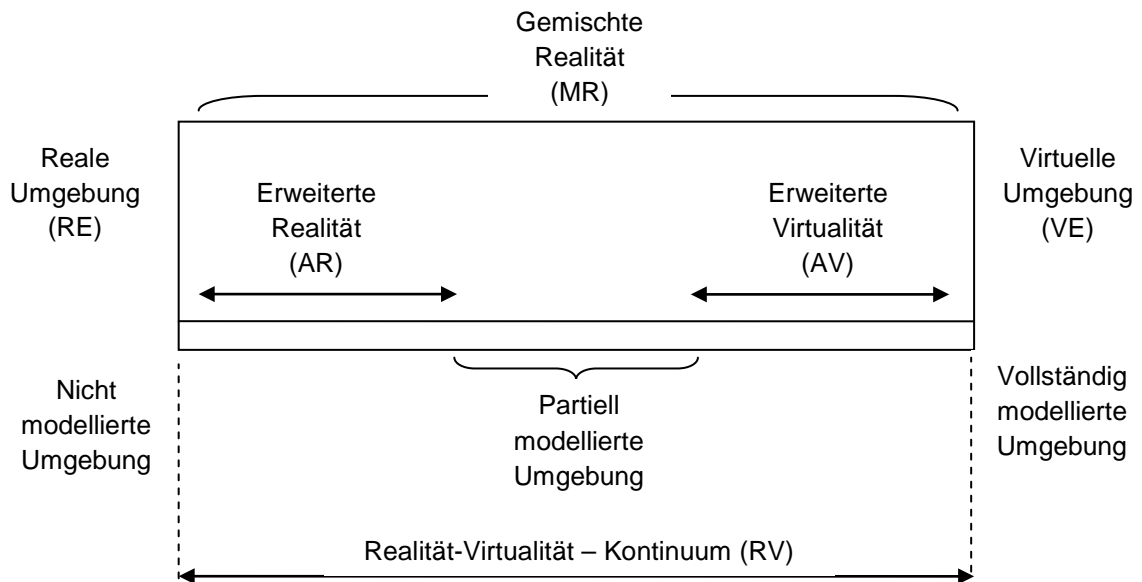 Gemischte
Realität
(MR)
Reale
Umgebung
(RE)
Erweiterte
Realität
(AR)
Erweiterte
Virtualität
(AV)
Virtuelle
Umgebung
(VE)
Nicht
modellierte
Umgebung
Partiell
modellierte
Umgebung
Vollständig
modellierte
Umgebung
Realität-Virtualität – Kontinuum (RV)